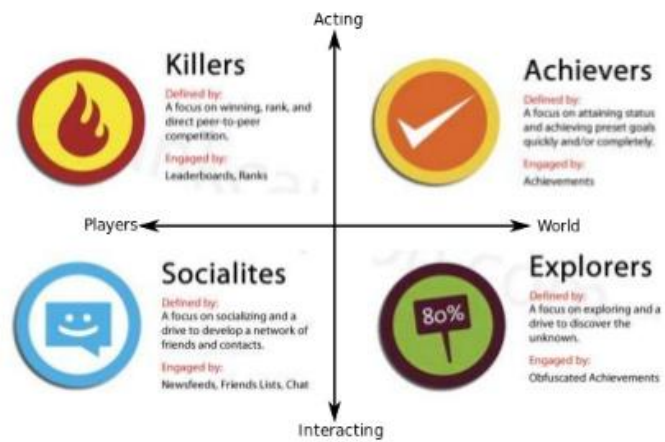 Acting
Killers
Defined by:
A focus on winning, rank, and
direct peer-to-peer
competition.
Engaged by:
Leaderboards, Ranks
Achievers
Defined by:
A focus on attaining status
and achieving preset goals
quickly and/or completely.
Engaged by:
Achievements
Players
World
Socialites
Defined by:
A focus on socializing and a
drive to develop a network of
friends and contacts.
Engaged by:
Newsfeeds, Friends Lists, Chat
80%
Explorers
Defined by:
A focus on exploring and a
drive to discover the
unknown.
Engaged by:
Obfuscated Achievements
Interacting